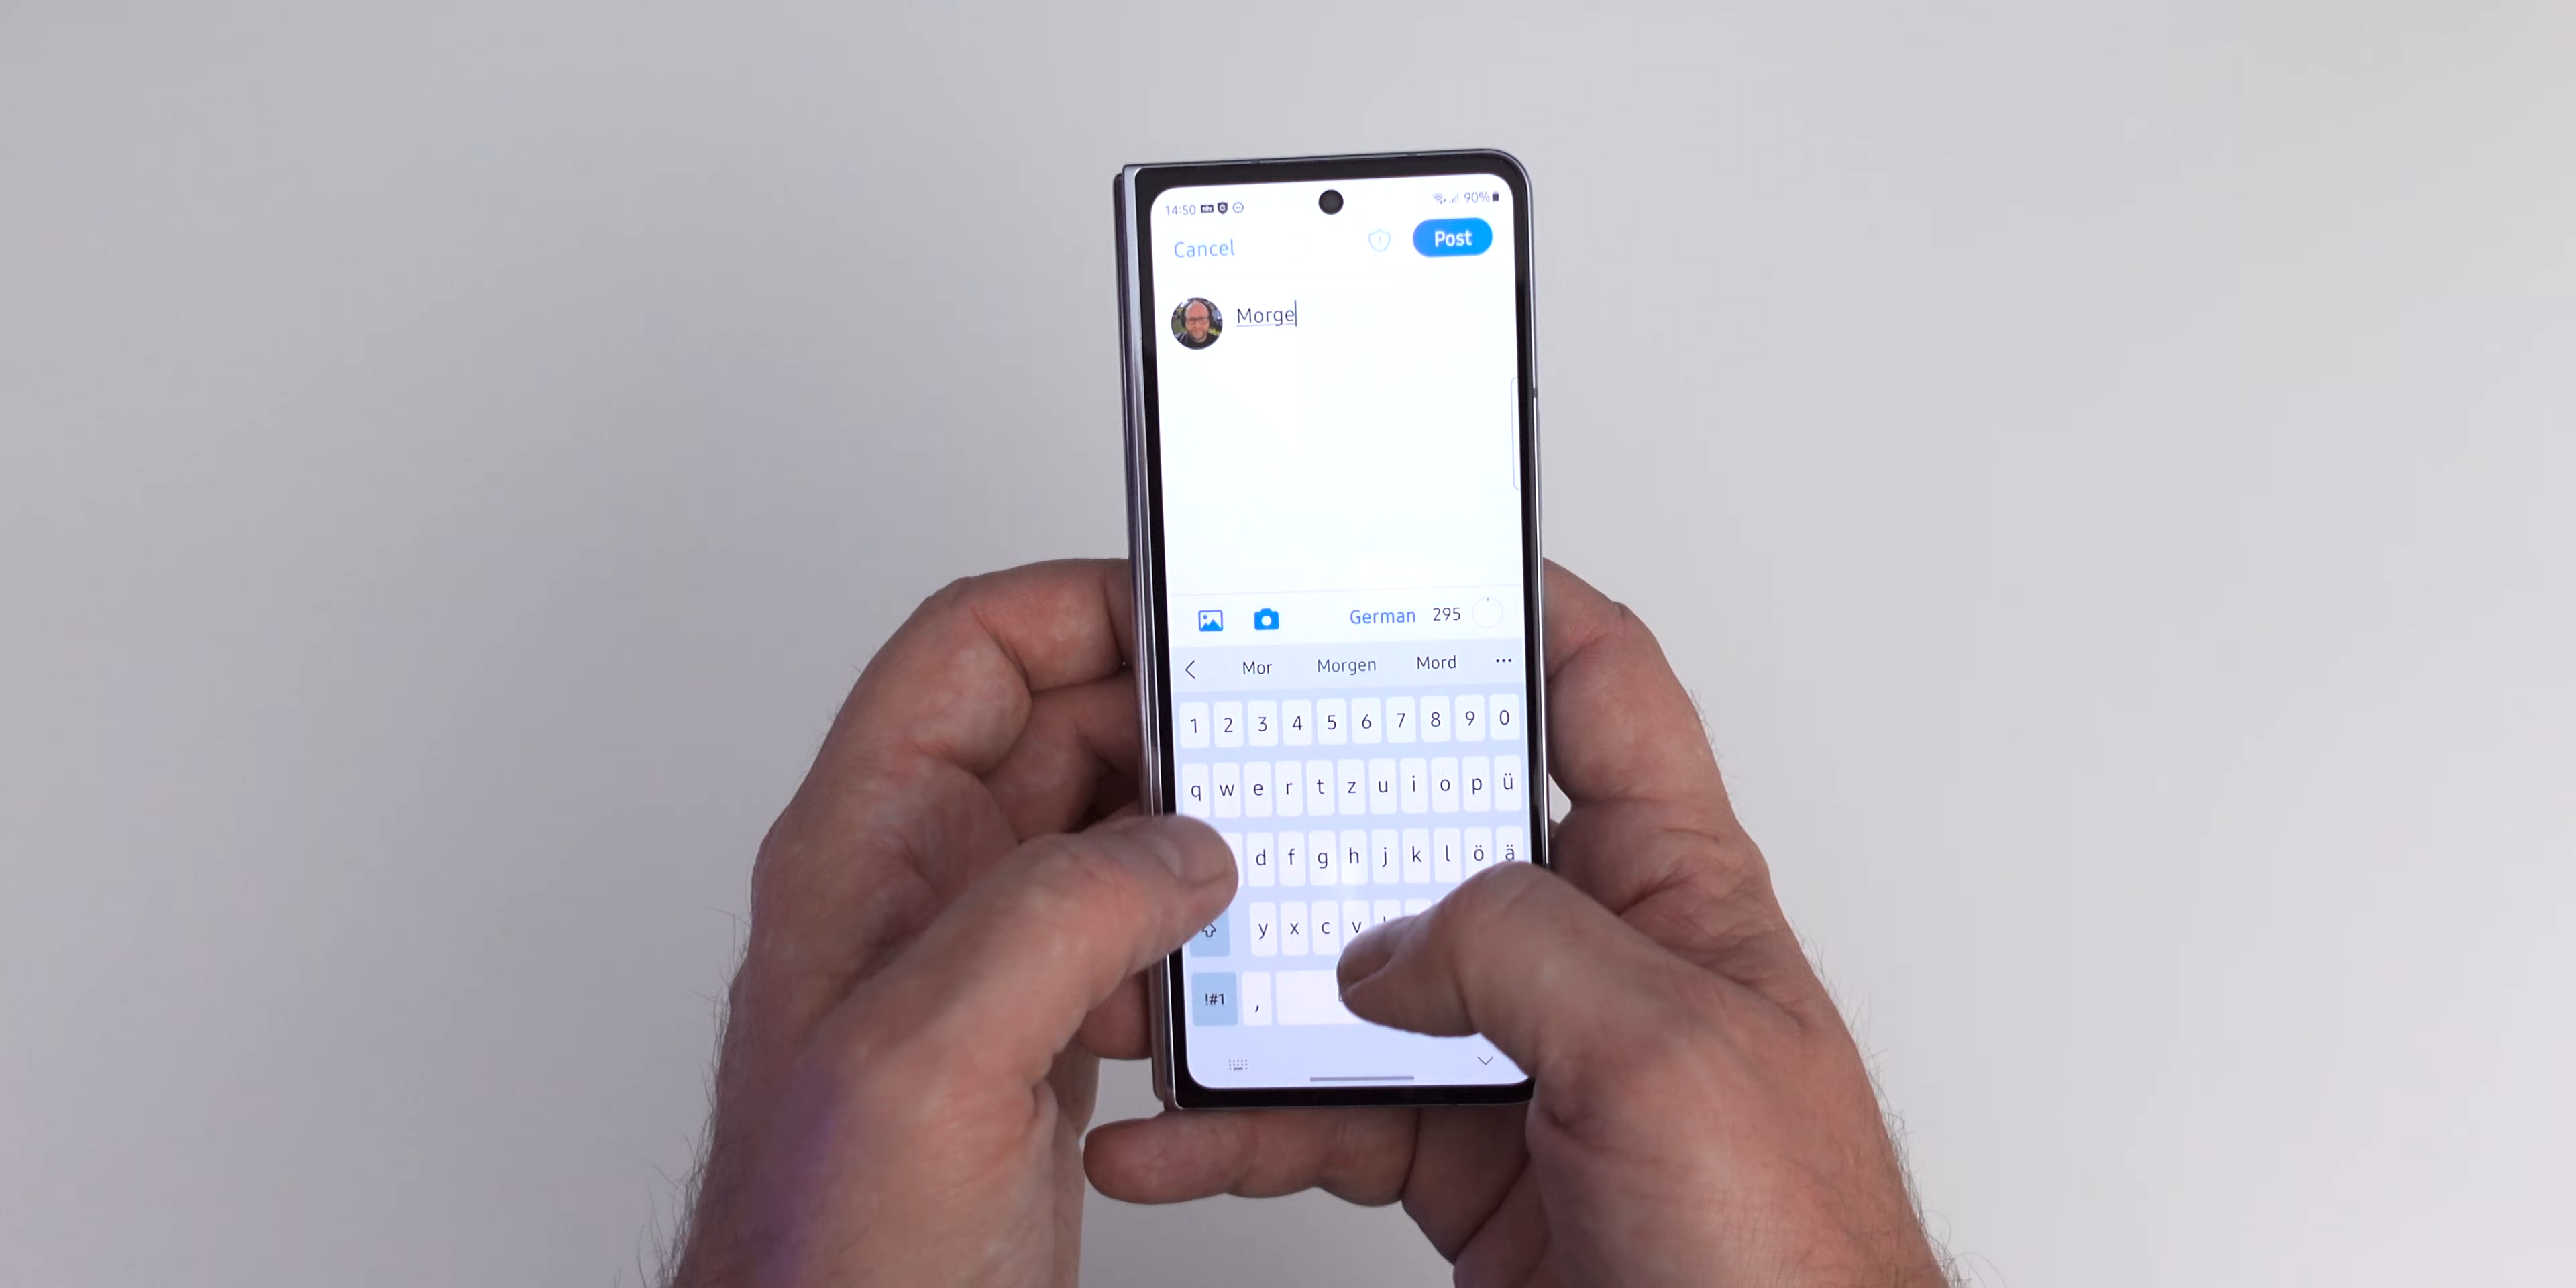 14:50
90%
Cancel
Post
Morge
German 295
Mor Morgen Mord
1 2 3 4 5 6 7 8 9 0
q w e r t z u i o p ü
d f g h j k l ö ä
y x c v
!#1 ,